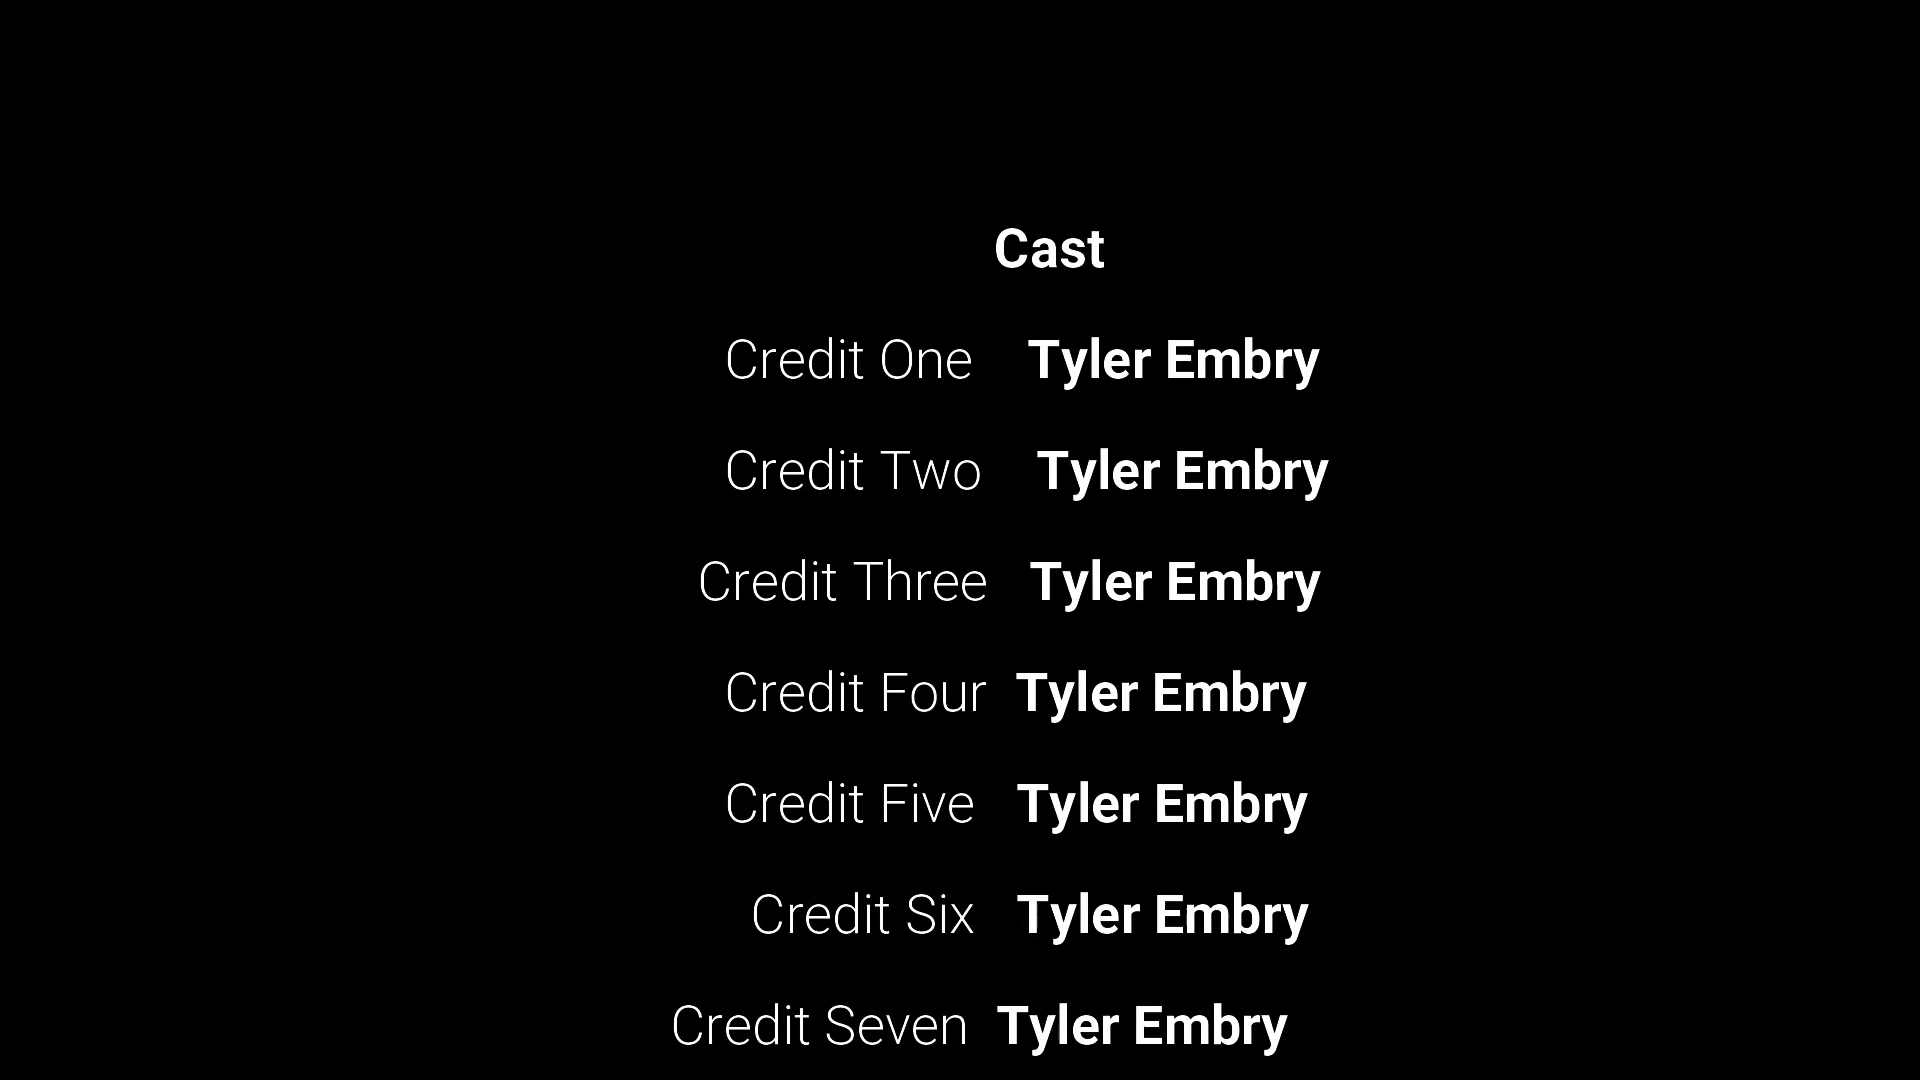 Cast
Credit One Tyler Embry
Credit Two Tyler Embry
Credit Three Tyler Embry
Credit Four Tyler Embry
Credit Five Tyler Embry
Credit Six Tyler Embry
Credit Seven Tyler Embry